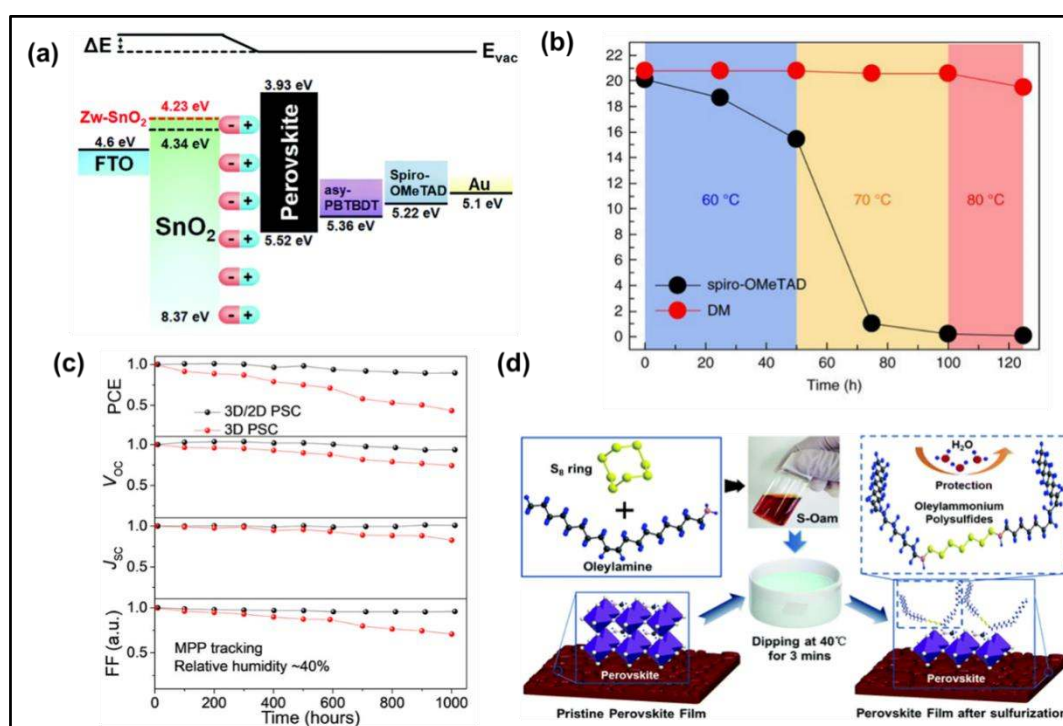 (a)
ΔE
E_vac
Zw-SnO₂
4.23 eV
4.34 eV
4.6 eV
FTO
SnO₂
8.37 eV
- +
- +
- +
- +
- +
- +
3.93 eV
Perovskite
5.52 eV
asy-
PBTBDT
5.36 eV
Spiro-
OMeTAD
5.22 eV
Au
5.1 eV
(b)
22
20
18
16
14
12
10
8
6
4
2
0
60 °C
70 °C
80 °C
spiro-OMeTAD
DM
0 20 40 60 80 100 120
Time (h)
(c)
PCE
1.0
0.5
3D/2D PSC
3D PSC
V_OC
1.0
0.5
J_SC
1.0
0.5
FF (a.u.)
1.0
0.5
MPP tracking
Relative humidity ~40%
0 200 400 600 800 1000
Time (hours)
(d)
S₈ ring
+
Oleylamine
S-Oam
H₂O
Protection
Oleylammonium
Polysulfides
Perovskite
Pristine Perovskite Film
Dipping at 40℃
for 3 mins
Perovskite
Perovskite Film after sulfurization